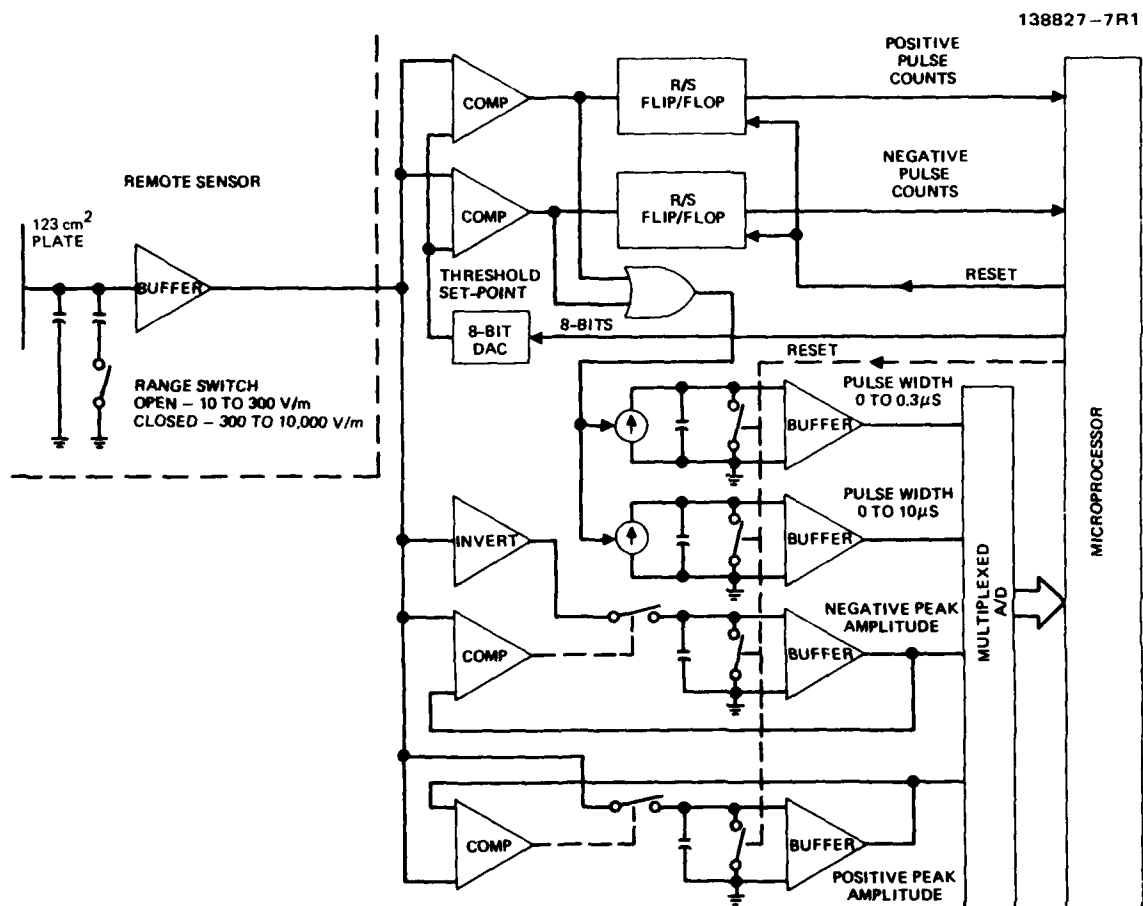 138827-7R1
POSITIVE
PULSE
COUNTS
COMP
R/S
FLIP/FLOP
NEGATIVE
PULSE
COUNTS
REMOTE SENSOR
COMP
R/S
FLIP/FLOP
123 cm²
PLATE
BUFFER
THRESHOLD
SET-POINT
RESET
8-BIT
DAC
8-BITS
RESET
RANGE SWITCH
OPEN – 10 TO 300 V/m
CLOSED – 300 TO 10,000 V/m
PULSE WIDTH
0 TO 0.3µS
BUFFER
MICROPROCESSOR
PULSE WIDTH
0 TO 10µS
INVERT
BUFFER
MULTIPLEXED
A/D
NEGATIVE PEAK
AMPLITUDE
COMP
BUFFER
COMP
BUFFER
POSITIVE PEAK
AMPLITUDE